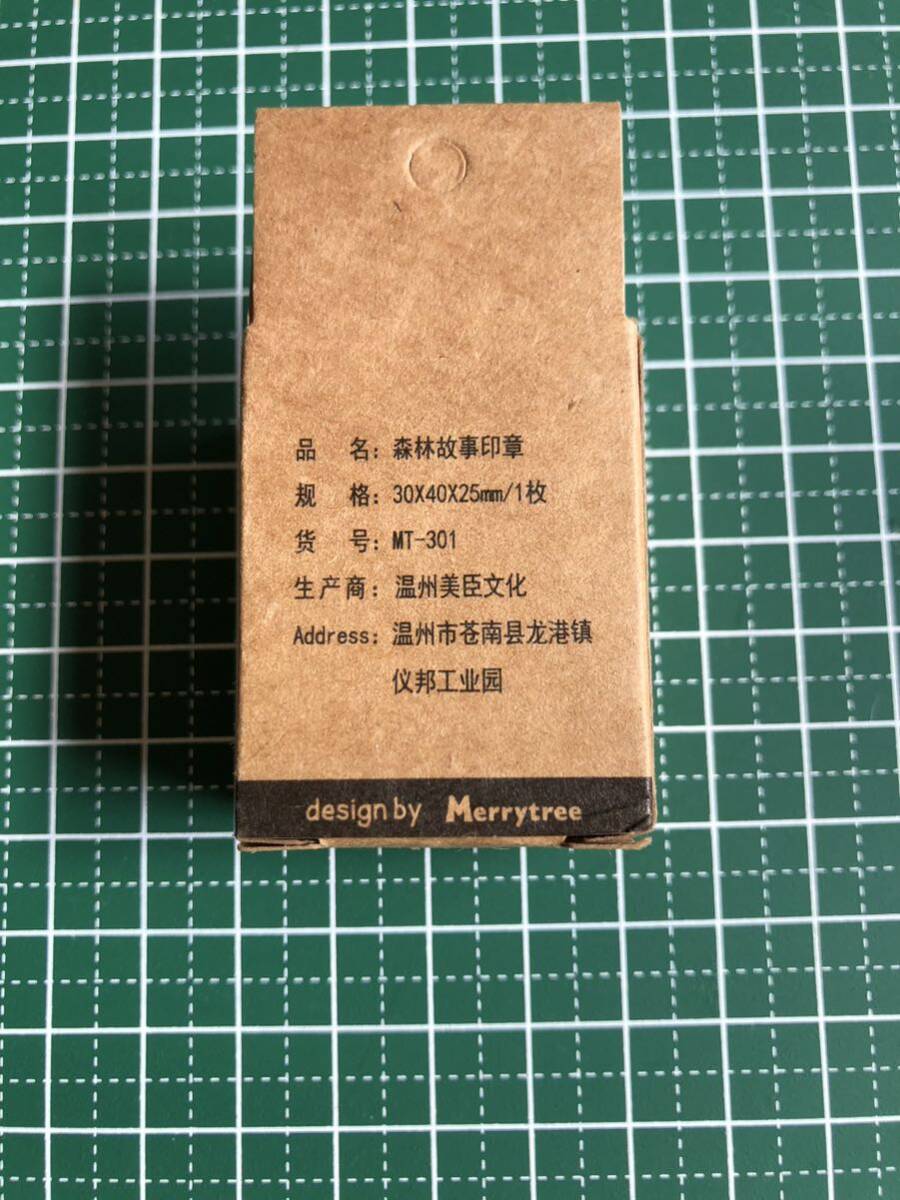 品 名：森林故事印章
规 格：30X40X25mm/1枚
货 号：MT-301
生产商：温州美臣文化
Address：温州市苍南县龙港镇
仪邦工业园
design by Merrytree